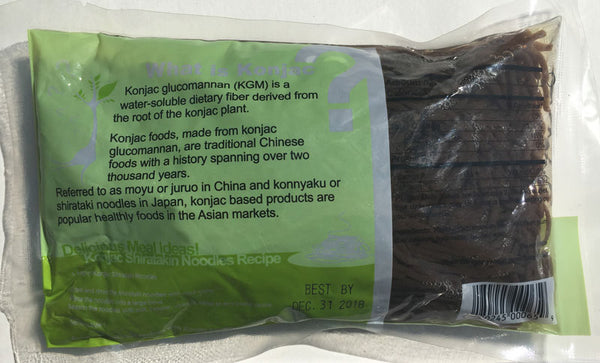 What is Konjac
Konjac glucomannan (KGM) is a
water-soluble dietary fiber derived from
the root of the konjac plant.
Konjac foods, made from konjac
glucomannan, are traditional Chinese
foods with a history spanning over two
thousand years.
Referred to as moyu or juruo in China and konnyaku or
shirataki noodles in Japan, konjac based products are
popular healthly foods in the Asian markets.
Delicious Meal Ideas!
Konjac Shiratakin Noodles Recipe
BEST BY
DEC. 31 2018